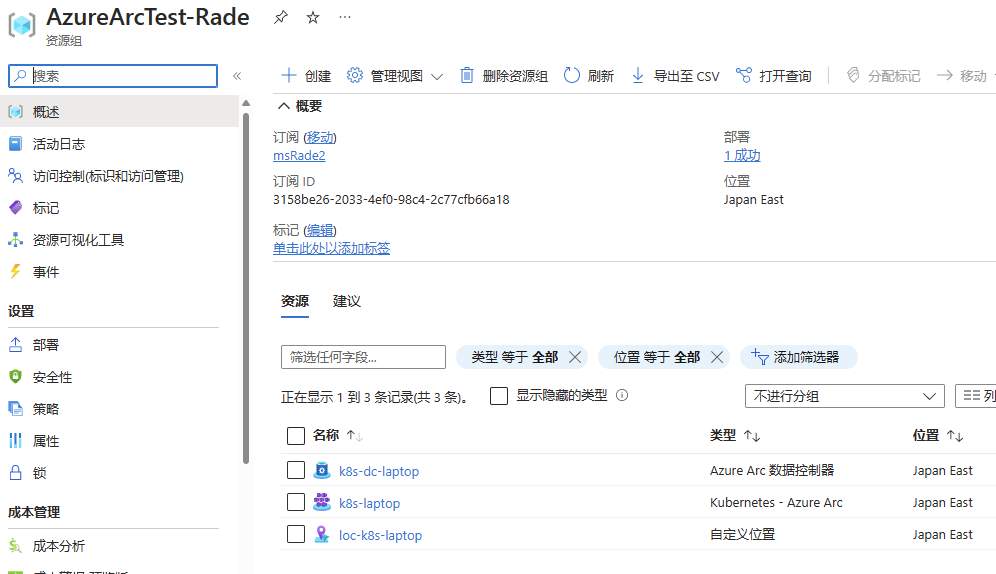 AzureArcTest-Rade
资源组
搜索
概述
活动日志
访问控制(标识和访问管理)
标记
资源可视化工具
事件
设置
部署
安全性
策略
属性
锁
成本管理
成本分析
创建 管理视图 删除资源组 刷新 导出至 CSV 打开查询 分配标记 移动
概要
订阅 (移动)
msRade2
订阅 ID
3158be26-2033-4ef0-98c4-2c77cfb66a18
标记 (编辑)
单击此处以添加标签
部署
1 成功
位置
Japan East
资源 建议
筛选任何字段... 类型 等于 全部 位置 等于 全部 添加筛选器
正在显示 1 到 3 条记录(共 3 条)。 显示隐藏的类型 不进行分组 列
名称 类型 位置
k8s-dc-laptop Azure Arc 数据控制器 Japan East
k8s-laptop Kubernetes - Azure Arc Japan East
loc-k8s-laptop 自定义位置 Japan East